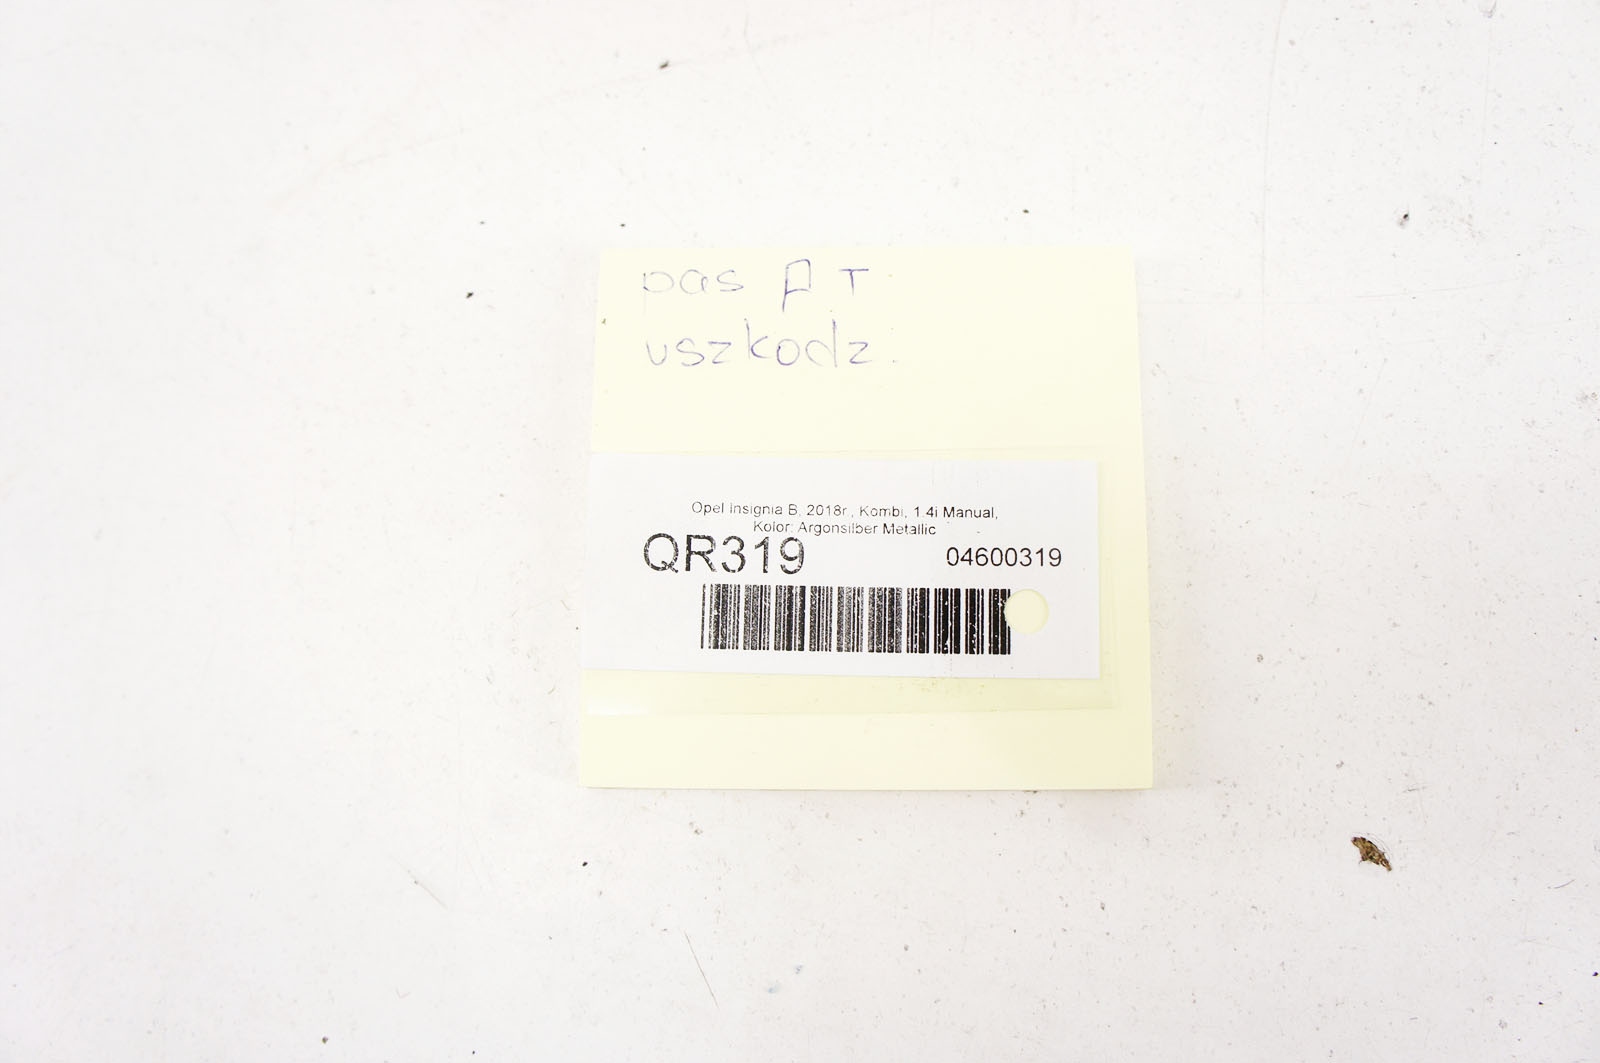 pas P T
uszkodz.
Opel Insignia B, 2018r., Kombi, 1.4i Manual,
Kolor: Argonsilber Metallic
QR319
04600319